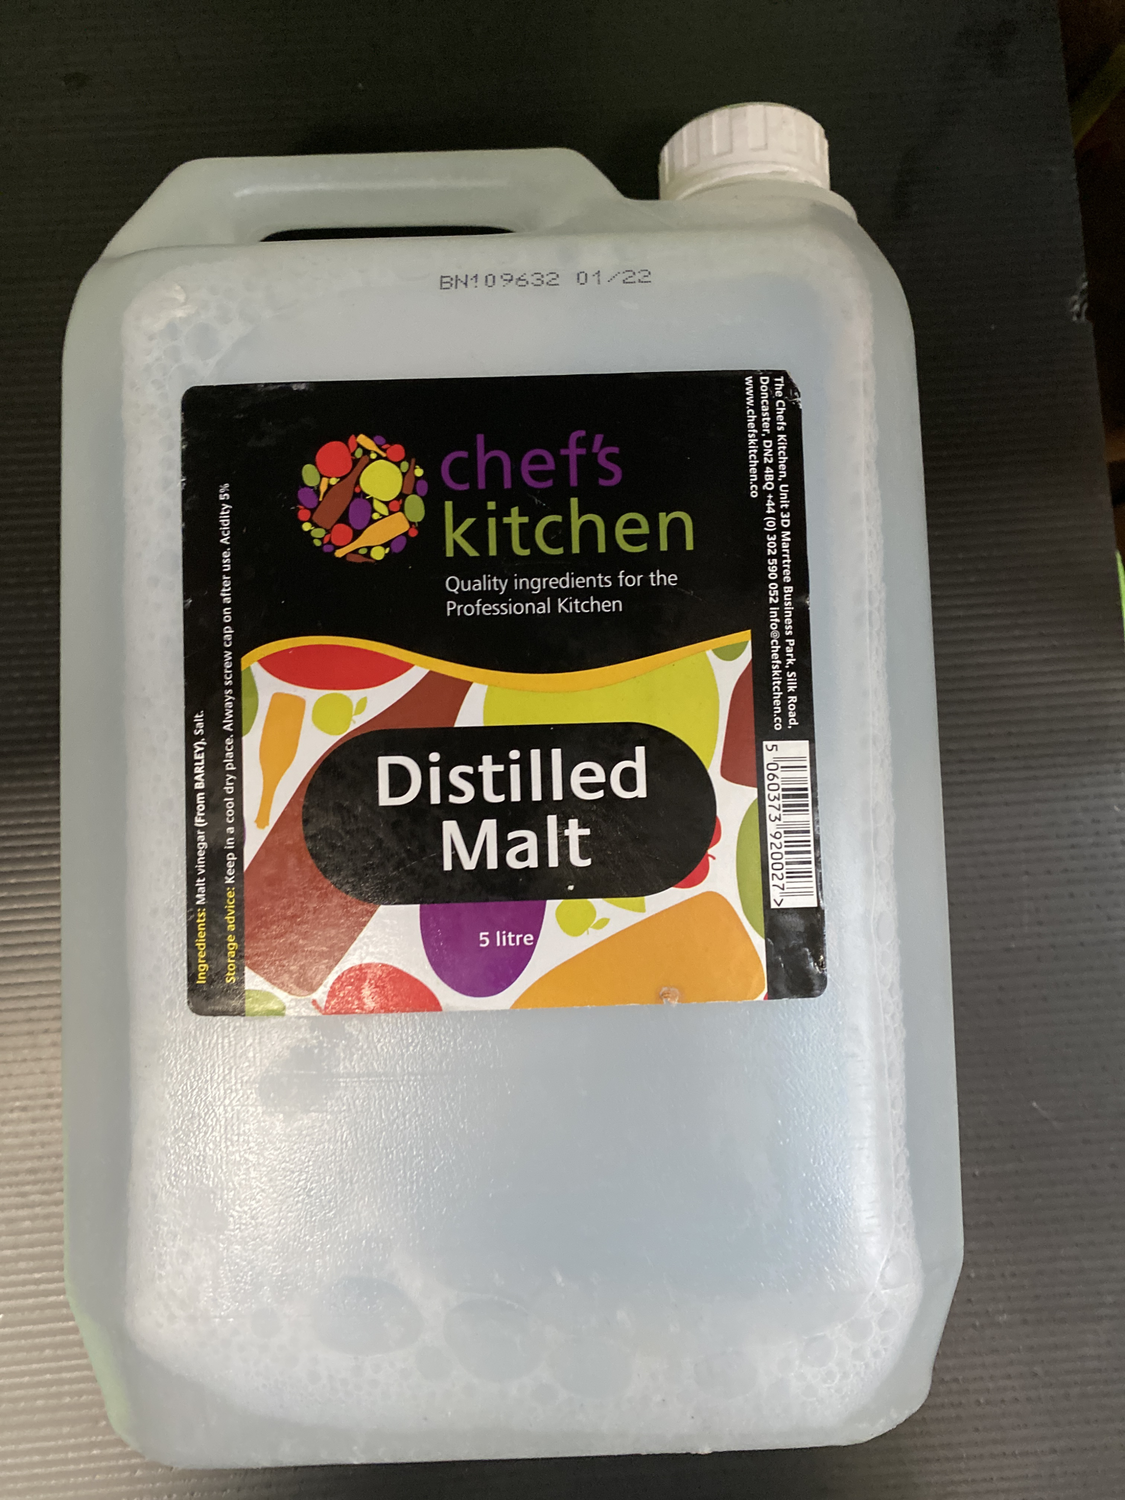 BN109632 01/22
chef's
kitchen
Quality ingredients for the
Professional Kitchen
Distilled
Malt
5 litre
Ingredients: Malt vinegar (From BARLEY), Salt.
Storage advice: Keep in a cool dry place. Always screw cap on after use. Acidity 5%
The Chefs Kitchen, Unit 3D Marrtree Business Park, Silk Road,
Doncaster, DN2 4BQ +44 (0) 302 590 052 info@chefskitchen.co
www.chefskitchen.co
5 060373 920027 >